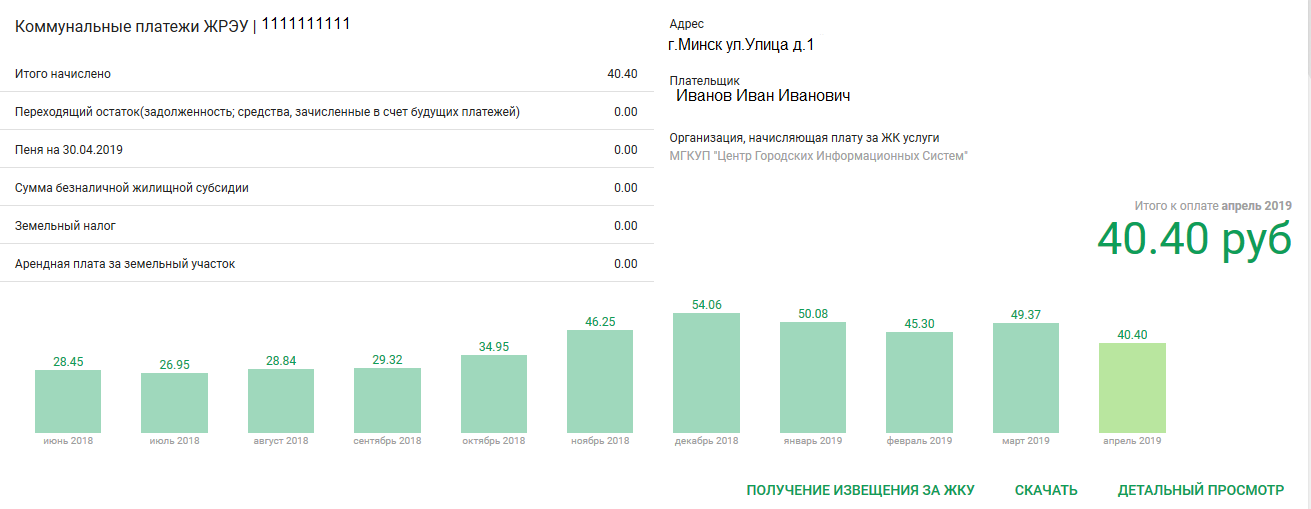 Коммунальные платежи ЖРЭУ | 1111111111
Итого начислено 40.40
Переходящий остаток(задолженность; средства, зачисленные в счет будущих платежей) 0.00
Пеня на 30.04.2019 0.00
Сумма безналичной жилищной субсидии 0.00
Земельный налог 0.00
Арендная плата за земельный участок 0.00
Адрес
г.Минск ул.Улица д.1
Плательщик
Иванов Иван Иванович
Организация, начисляющая плату за ЖК услуги
МГКУП "Центр Городских Информационных Систем"
Итого к оплате апрель 2019
40.40 руб
28.45 26.95 28.84 29.32 34.95 46.25 54.06 50.08 45.30 49.37 40.40
июнь 2018 июль 2018 август 2018 сентябрь 2018 октябрь 2018 ноябрь 2018 декабрь 2018 январь 2019 февраль 2019 март 2019 апрель 2019
ПОЛУЧЕНИЕ ИЗВЕЩЕНИЯ ЗА ЖКУ СКАЧАТЬ ДЕТАЛЬНЫЙ ПРОСМОТР